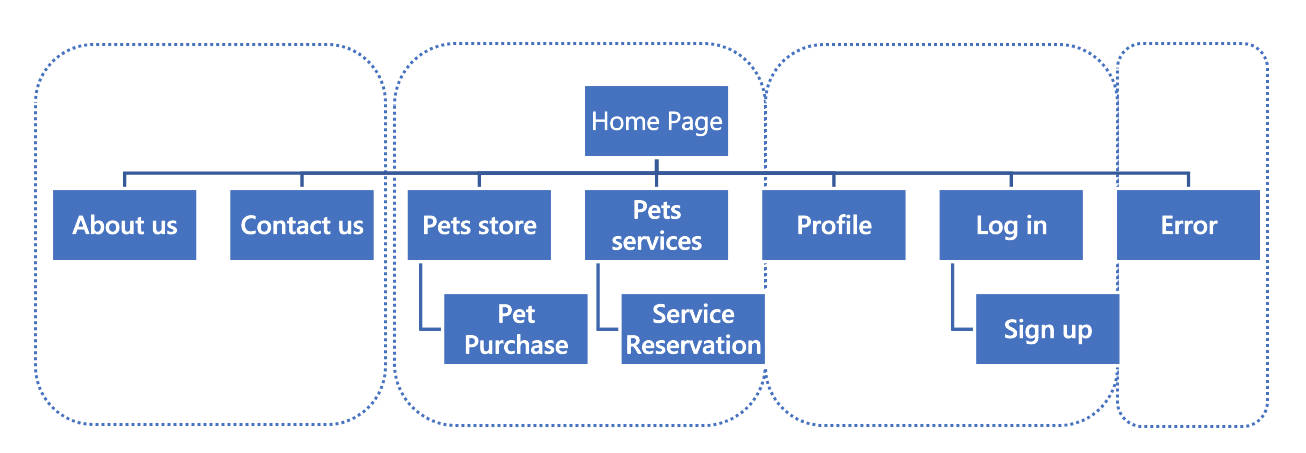 Home Page
About us
Contact us
Pets store
Pets
services
Profile
Log in
Error
Pet
Purchase
Service
Reservation
Sign up